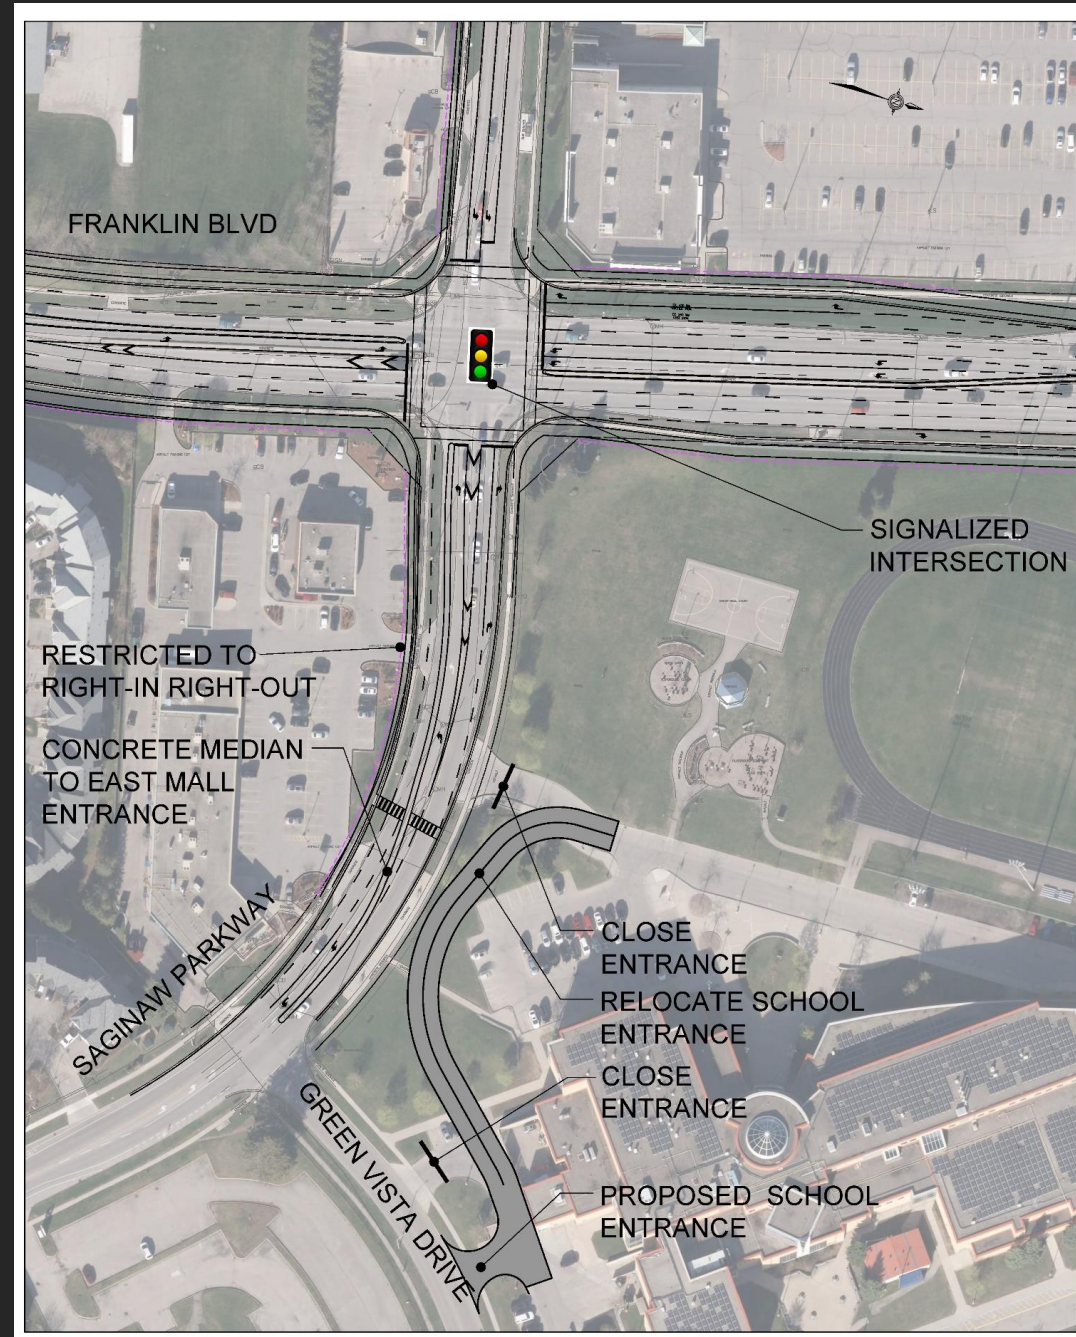 FRANKLIN BLVD
SIGNALIZED
INTERSECTION
RESTRICTED TO
RIGHT-IN RIGHT-OUT
CONCRETE MEDIAN
TO EAST MALL
ENTRANCE
SAGINAW PARKWAY
CLOSE
ENTRANCE
RELOCATE SCHOOL
ENTRANCE
CLOSE
ENTRANCE
GREEN VISTA DRIVE
PROPOSED SCHOOL
ENTRANCE